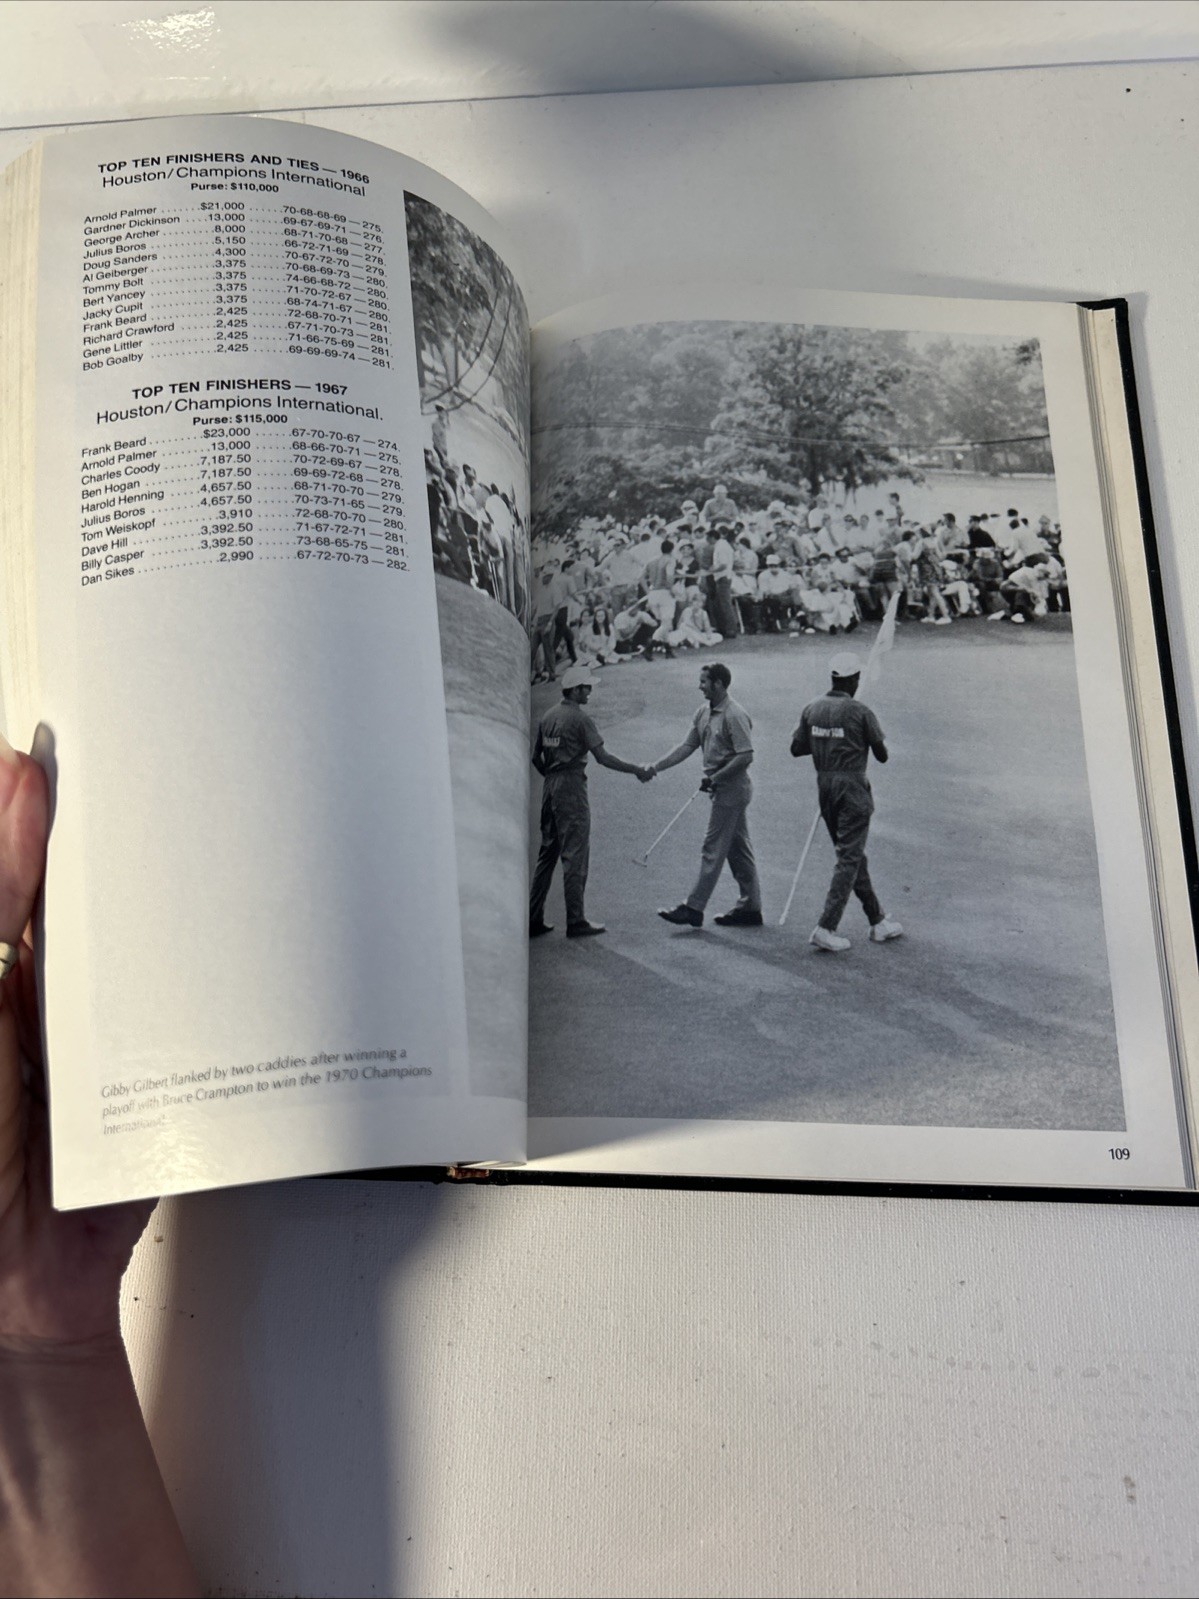 TOP TEN FINISHERS AND TIES — 1966
Houston/Champions International
Purse: $110,000
Arnold Palmer .......$21,000 ......70-68-68-69 — 275.
Gardner Dickinson ....13,000 ......69-67-69-71 — 276.
George Archer .........8,000 ......68-71-70-68 — 277.
Julius Boros ..........5,150 ......66-72-71-69 — 278.
Doug Sanders .........4,300 ......70-67-72-70 — 279.
Al Geiberger ..........3,375 ......70-68-69-73 — 280.
Tommy Bolt ..........3,375 ......74-66-68-72 — 280.
Bert Yancey ..........3,375 ......71-70-72-67 — 280.
Jacky Cupit ..........3,375 ......68-74-71-67 — 280.
Frank Beard ..........2,425 ......72-68-70-71 — 281.
Richard Crawford ......2,425 ......67-71-70-73 — 281.
Gene Littler ..........2,425 ......71-66-75-69 — 281.
Bob Goalby ..........2,425 ......69-69-69-74 — 281.
TOP TEN FINISHERS — 1967
Houston/Champions International.
Purse: $115,000
Frank Beard .........$23,000 ......67-70-70-67 — 274.
Arnold Palmer ........13,000 ......68-66-70-71 — 275.
Charles Coody ......7,187.50 ......70-72-69-67 — 278.
Ben Hogan .........7,187.50 ......69-69-72-68 — 278.
Harold Henning .....4,657.50 ......68-71-70-70 — 279.
Julius Boros ........4,657.50 ......70-73-71-65 — 279.
Tom Weiskopf .........3,910 ......72-68-70-70 — 280.
Dave Hill ..........3,392.50 ......71-67-72-71 — 281.
Billy Casper ........3,392.50 ......73-68-65-75 — 281.
Dan Sikes ............2,990 ......67-72-70-73 — 282.
Gibby Gilbert flanked by two caddies after winning a
playoff with Bruce Crampton to win the 1970 Champions
International.
CRAMPTON
109